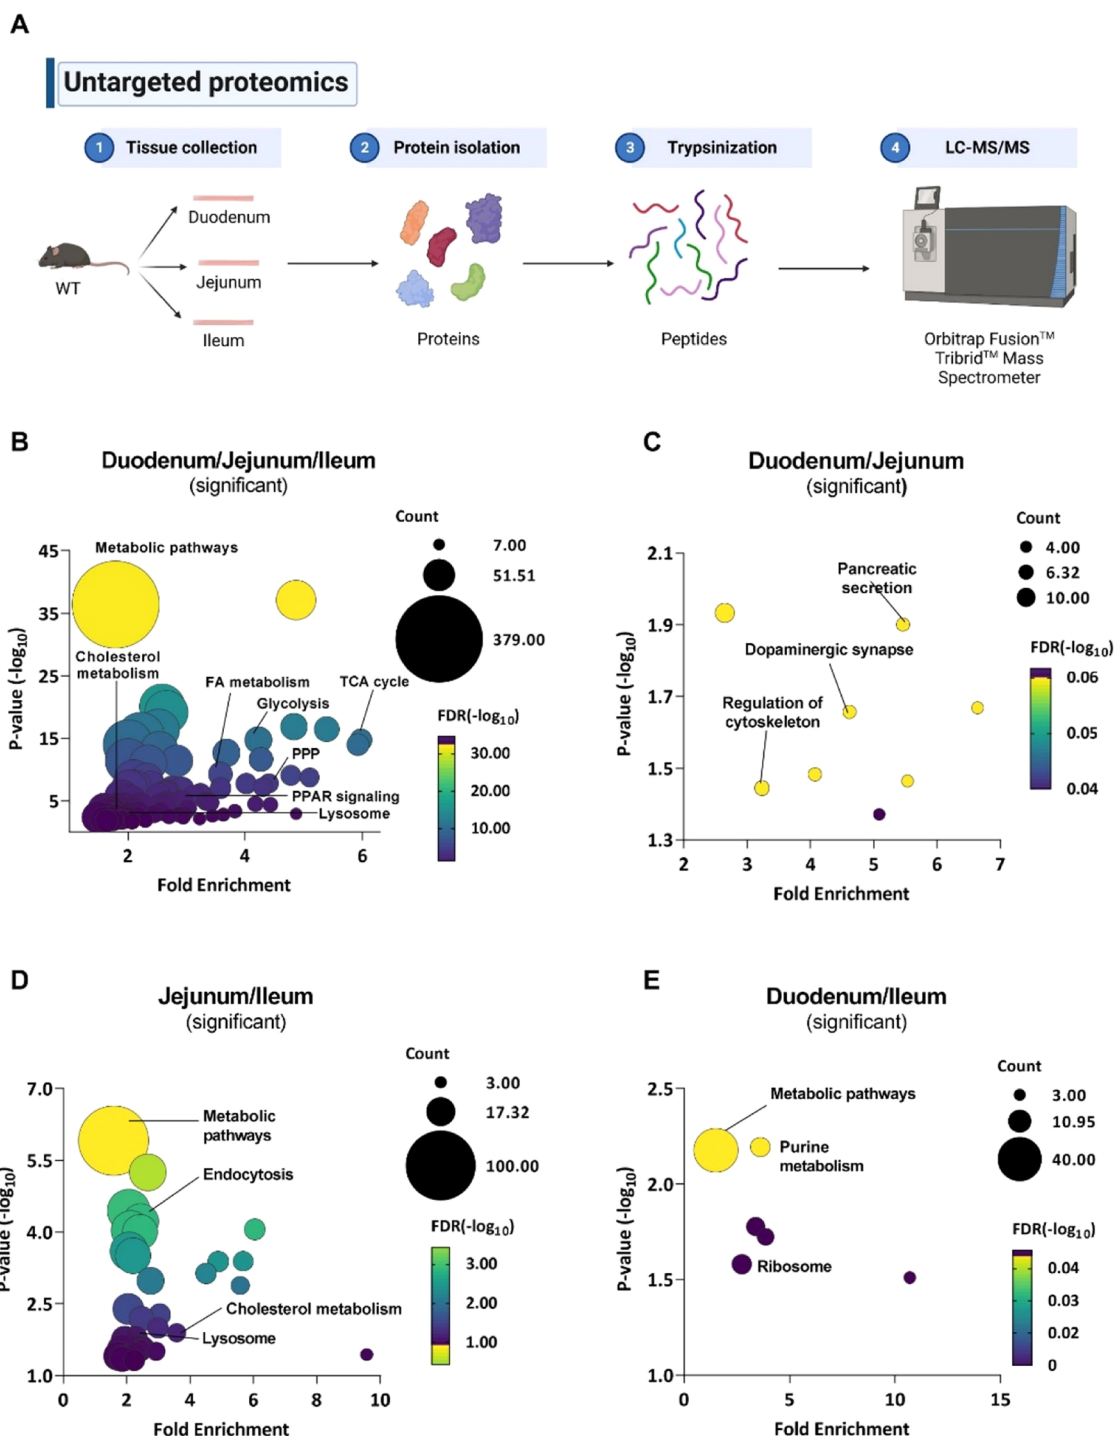 A
Untargeted proteomics
1 Tissue collection
2 Protein isolation
3 Trypsinization
4 LC-MS/MS
WT
Duodenum
Jejunum
Ileum
Proteins
Peptides
Orbitrap Fusion™
Tribrid™ Mass
Spectrometer
B
Duodenum/Jejunum/Ileum
(significant)
P-value (-log10)
45
35
25
15
5
2
4
6
Fold Enrichment
Metabolic pathways
Cholesterol
metabolism
FA metabolism
Glycolysis
TCA cycle
PPP
PPAR signaling
Lysosome
Count
7.00
51.51
379.00
FDR(-log10)
30.00
20.00
10.00
C
Duodenum/Jejunum
(significant)
P-value (-log10)
2.1
1.9
1.7
1.5
1.3
2
3
4
5
6
7
Fold Enrichment
Pancreatic
secretion
Dopaminergic synapse
Regulation of
cytoskeleton
Count
4.00
6.32
10.00
FDR(-log10)
0.06
0.05
0.04
D
Jejunum/Ileum
(significant)
P-value (-log10)
7.0
5.5
4.0
2.5
1.0
0
2
4
6
8
10
Fold Enrichment
Metabolic
pathways
Endocytosis
Cholesterol metabolism
Lysosome
Count
3.00
17.32
100.00
FDR(-log10)
3.00
2.00
1.00
E
Duodenum/Ileum
(significant)
P-value (-log10)
2.5
2.0
1.5
1.0
0
5
10
15
Fold Enrichment
Metabolic pathways
Purine
metabolism
Ribosome
Count
3.00
10.95
40.00
FDR(-log10)
0.04
0.03
0.02
0